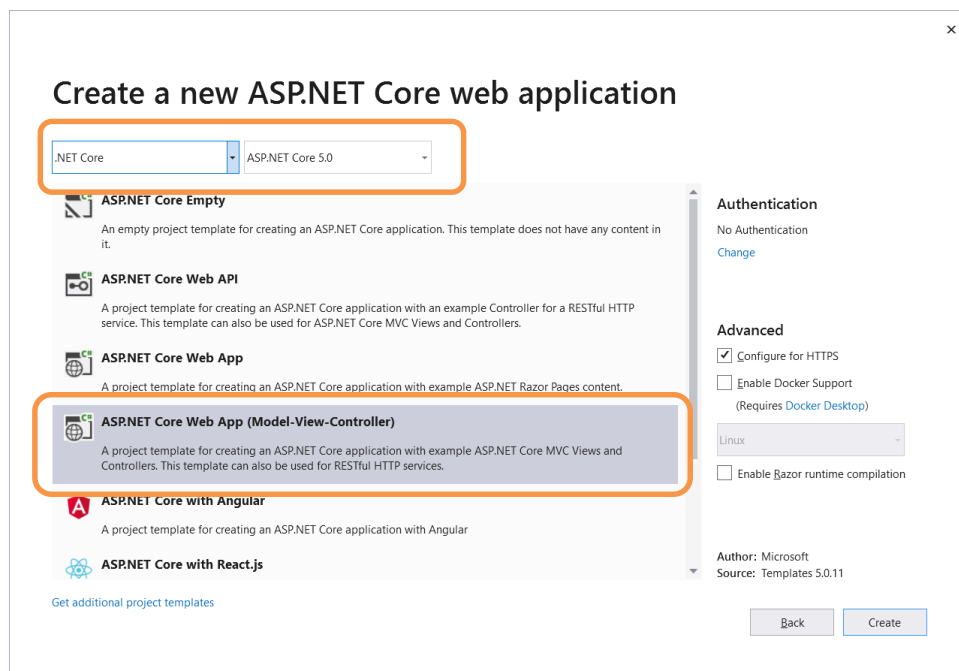 Create a new ASP.NET Core web application
.NET Core
ASP.NET Core 5.0
ASP.NET Core Empty
An empty project template for creating an ASP.NET Core application. This template does not have any content in
it.
ASP.NET Core Web API
A project template for creating an ASP.NET Core application with an example Controller for a RESTful HTTP
service. This template can also be used for ASP.NET Core MVC Views and Controllers.
ASP.NET Core Web App
A project template for creating an ASP.NET Core application with example ASP.NET Razor Pages content.
ASP.NET Core Web App (Model-View-Controller)
A project template for creating an ASP.NET Core application with example ASP.NET Core MVC Views and
Controllers. This template can also be used for RESTful HTTP services.
ASP.NET Core with Angular
A project template for creating an ASP.NET Core application with Angular
ASP.NET Core with React.js
Get additional project templates
Authentication
No Authentication
Change
Advanced
Configure for HTTPS
Enable Docker Support
(Requires Docker Desktop)
Linux
Enable Razor runtime compilation
Author: Microsoft
Source: Templates 5.0.11
Back
Create